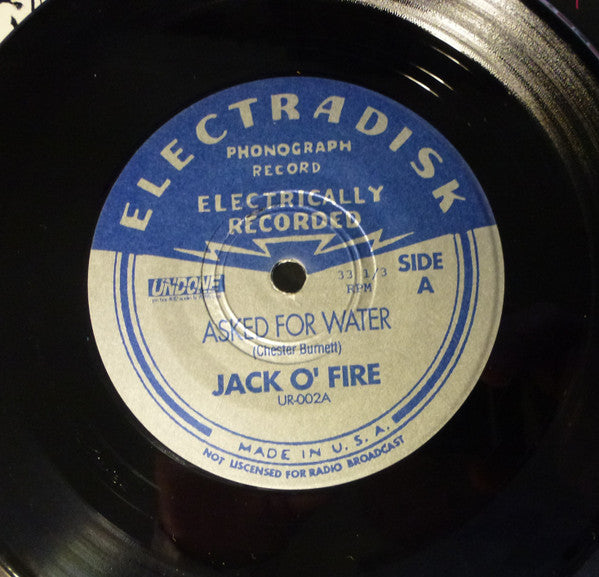 ELECTRADISK
PHONOGRAPH
RECORD
ELECTRICALLY
RECORDED
UNDONE
33 1/3
RPM
SIDE
A
ASKED FOR WATER
(Chester Burnett)
JACK O' FIRE
UR-002A
MADE IN U. S. A.
NOT LISCENSED FOR RADIO BROADCAST